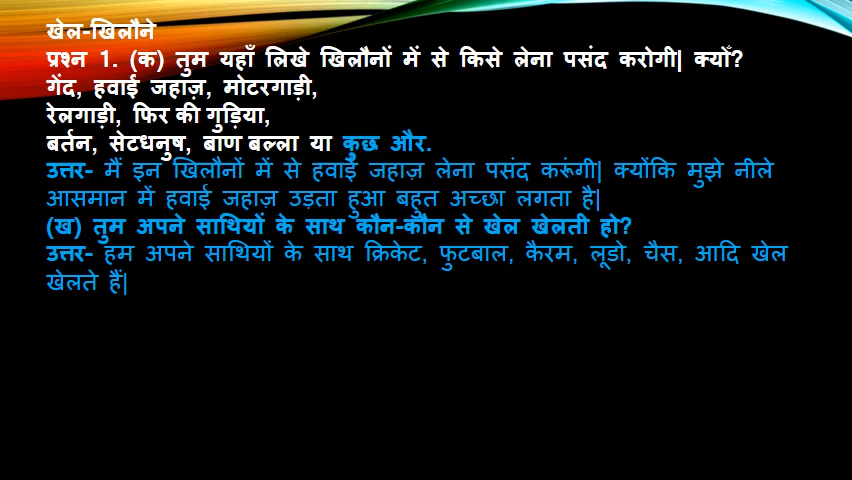 खेल-खिलौने
प्रश्न 1. (क) तुम यहाँ लिखे खिलौनों में से किसे लेना पसंद करोगी| क्योँ?
गेंद, हवाई जहाज़, मोटरगाड़ी,
रेलगाड़ी, फिर की गुड़िया,
बर्तन, सेटधनुष, बाण बल्ला या कुछ और.
उत्तर- मैं इन खिलौनों में से हवाई जहाज़ लेना पसंद करूंगी| क्योंकि मुझे नीले
आसमान में हवाई जहाज़ उड़ता हुआ बहुत अच्छा लगता है|
(ख) तुम अपने साथियों के साथ कौन-कौन से खेल खेलती हो?
उत्तर- हम अपने साथियों के साथ क्रिकेट, फुटबाल, कैरम, लूडो, चैस, आदि खेल
खेलते हैं|